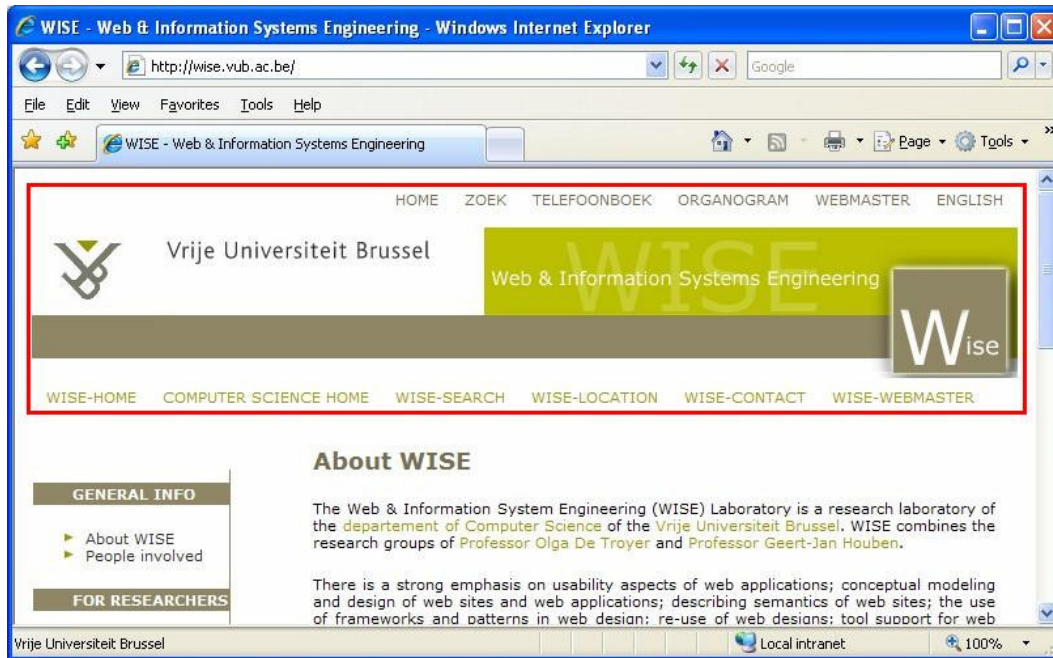 WISE - Web & Information Systems Engineering - Windows Internet Explorer
http://wise.vub.ac.be/
Google
File Edit View Favorites Tools Help
WISE - Web & Information Systems Engineering
Page Tools
HOME ZOEK TELEFOONBOEK ORGANOGRAM WEBMASTER ENGLISH
Vrije Universiteit Brussel
WISE
Web & Information Systems Engineering
Wise
WISE-HOME COMPUTER SCIENCE HOME WISE-SEARCH WISE-LOCATION WISE-CONTACT WISE-WEBMASTER
GENERAL INFO
About WISE
People involved
FOR RESEARCHERS
About WISE
The Web & Information System Engineering (WISE) Laboratory is a research laboratory of
the departement of Computer Science of the Vrije Universiteit Brussel. WISE combines the
research groups of Professor Olga De Troyer and Professor Geert-Jan Houben.
There is a strong emphasis on usability aspects of web applications; conceptual modeling
and design of web sites and web applications; describing semantics of web sites; the use
of frameworks and patterns in web design; re-use of web designs; tool support for web
Vrije Universiteit Brussel
Local intranet
100%